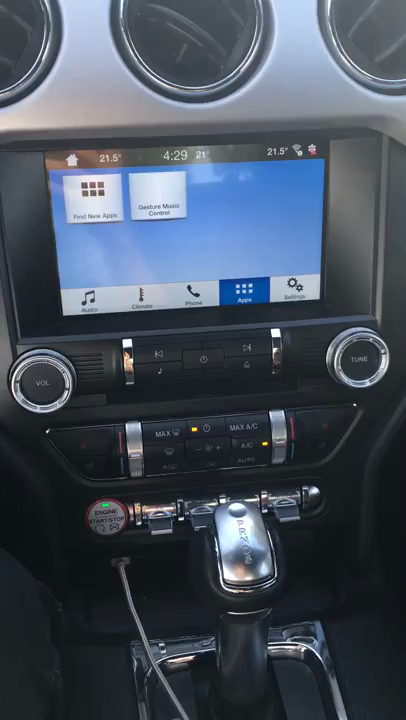 21.5° 4:29 21° 21.5°
Find New Apps
Gesture Music
Control
Audio Climate Phone Apps Settings
VOL
TUNE
MAX MAX A/C
A/C
AUTO
ENGINE
START/STOP